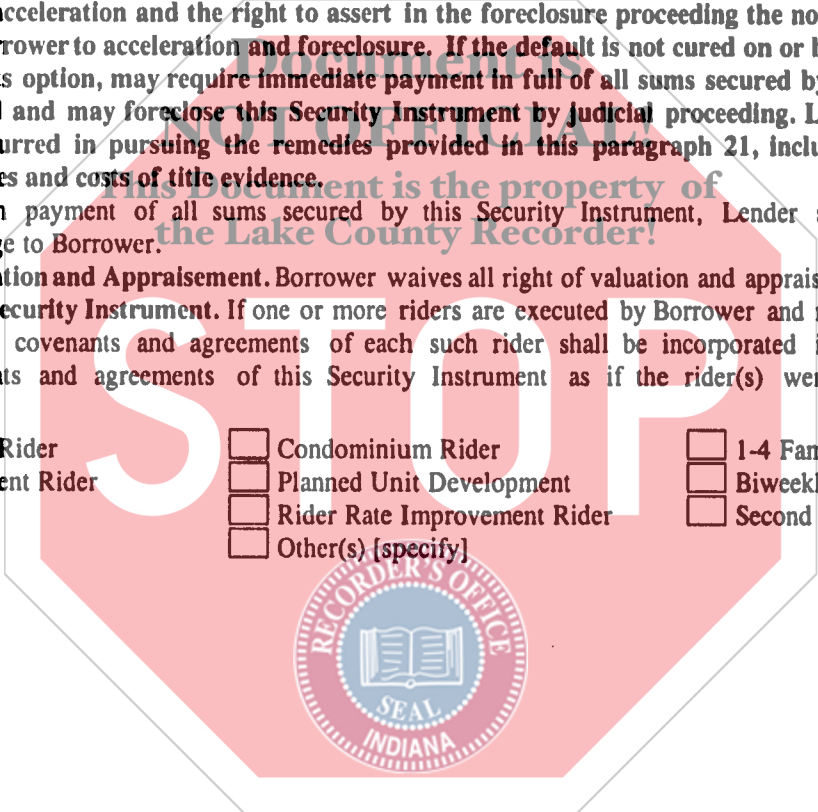 cceleration and the right to assert in the foreclosure proceeding the no
rower to acceleration and foreclosure. If the default is not cured on or b
s option, may require immediate payment in full of all sums secured by
and may foreclose this Security Instrument by judicial proceeding. L
urred in pursuing the remedies provided in this paragraph 21, inclu
es and costs of title evidence.
payment of all sums secured by this Security Instrument, Lender
e to Borrower.
tion and Appraisement. Borrower waives all right of valuation and apprais
ecurity Instrument. If one or more riders are executed by Borrower and
covenants and agreements of each such rider shall be incorporated i
ts and agreements of this Security Instrument as if the rider(s) wer
Rider Condominium Rider 1-4 Fam
ent Rider Planned Unit Development Biweekl
Rider Rate Improvement Rider Second
Other(s) [specify]
Document is
NOT OFFICIAL!
This Document is the property of
the Lake County Recorder!
STOP
RECORDER'S OFFICE
SEAL
INDIANA